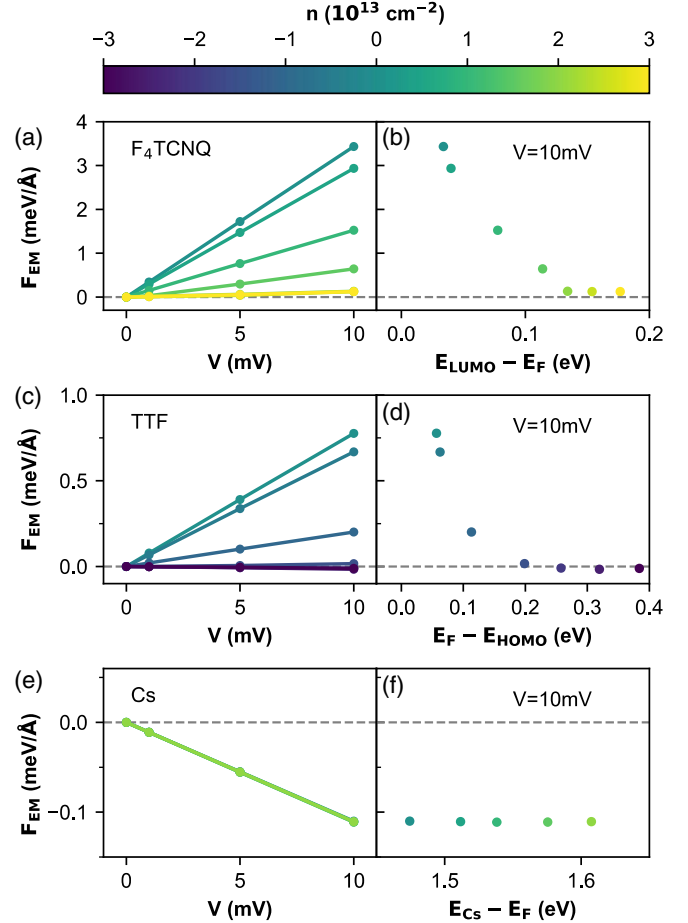 n (10¹³ cm⁻²)
−3 −2 −1 0 1 2 3
(a) F₄TCNQ
F_EM (meV/Å)
4
3
2
1
0
0 5 10
V (mV)
(b) V=10mV
0.0 0.1 0.2
E_LUMO − E_F (eV)
(c) TTF
F_EM (meV/Å)
1.0
0.5
0.0
0 5 10
V (mV)
(d) V=10mV
0.0 0.1 0.2 0.3 0.4
E_F − E_HOMO (eV)
(e) Cs
F_EM (meV/Å)
0.0
−0.1
0 5 10
V (mV)
(f) V=10mV
1.5 1.6
E_Cs − E_F (eV)